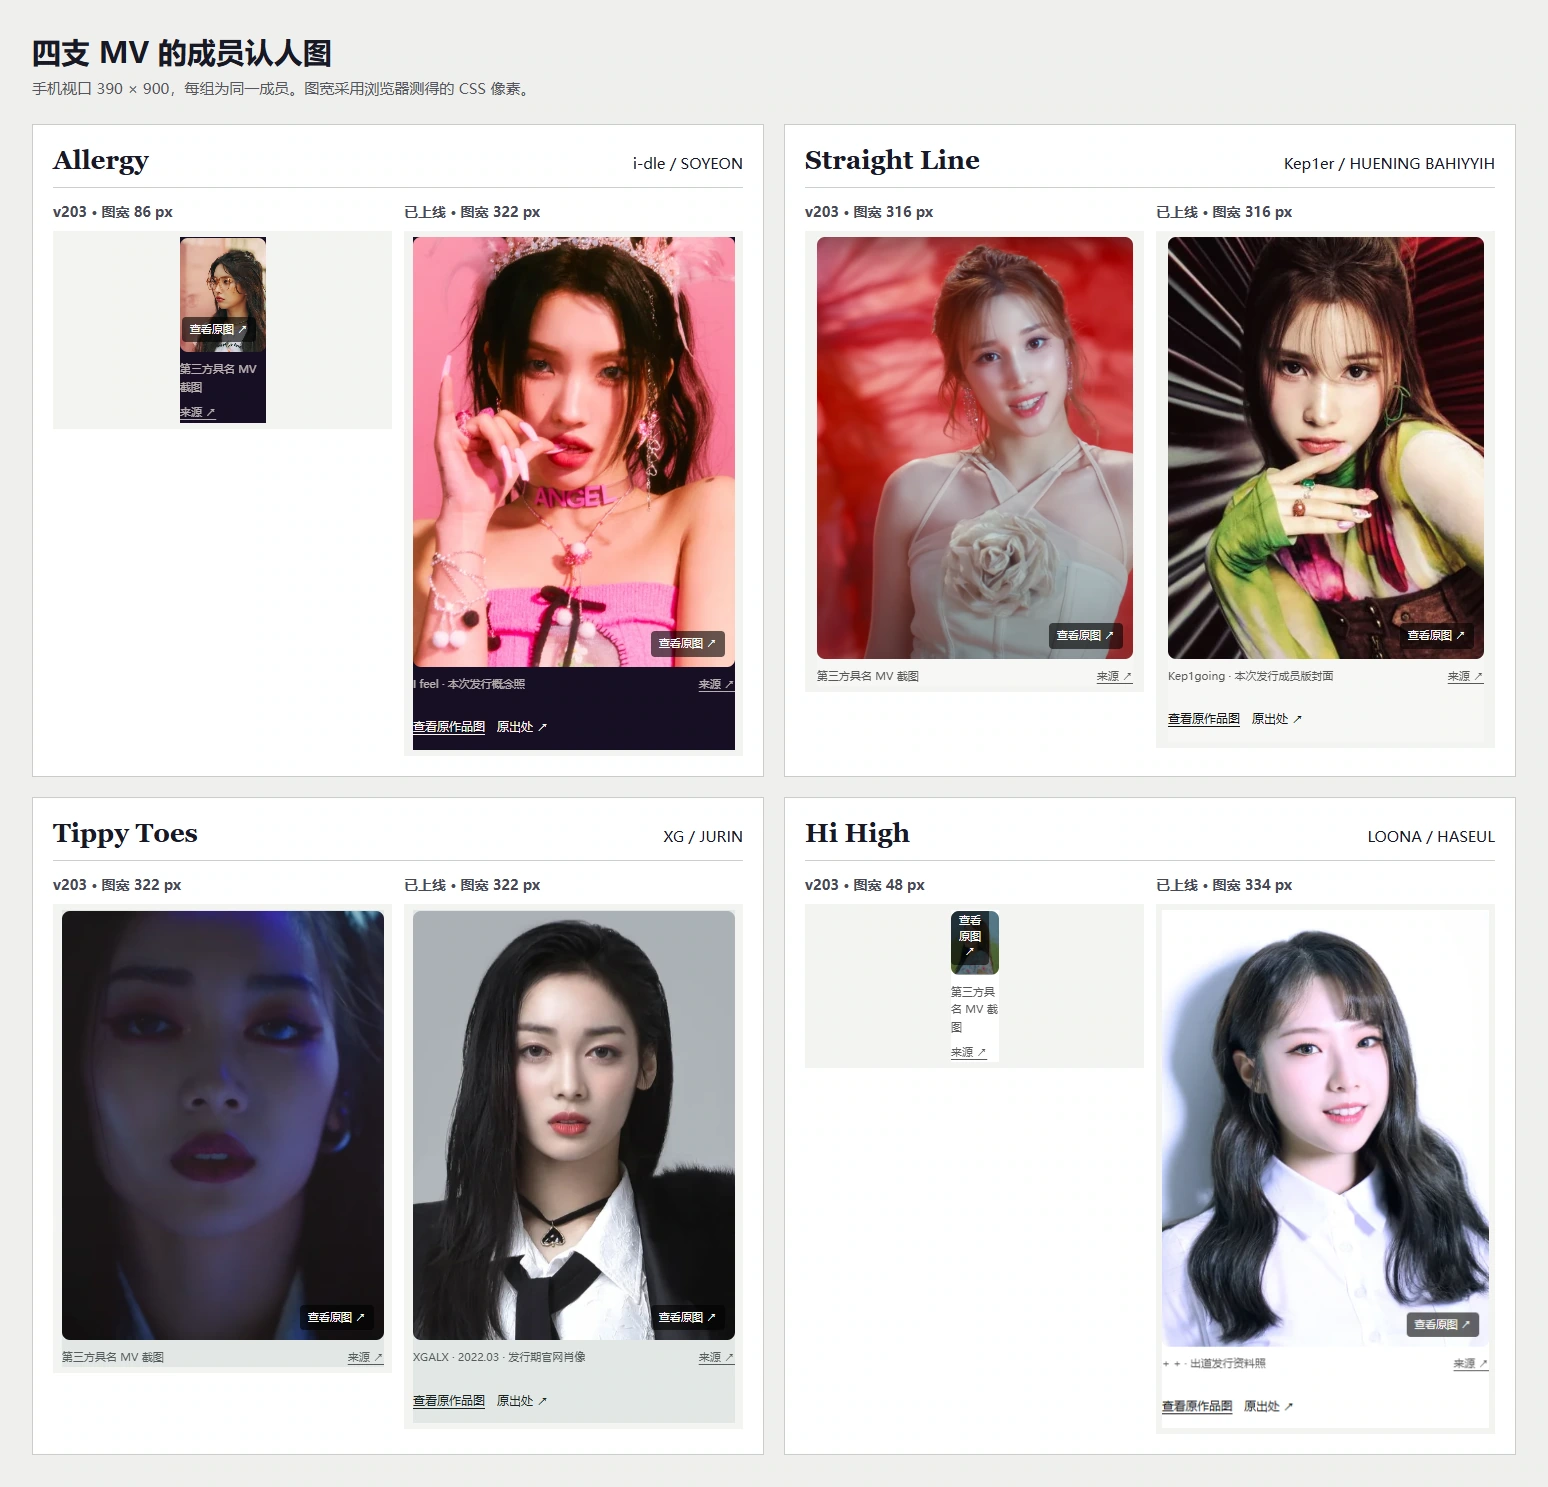 四支 MV 的成员认人图
手机视口 390 × 900，每组为同一成员。图宽采用浏览器测得的 CSS 像素。
Allergy
i-dle / SOYEON
v203 • 图宽 86 px
已上线 • 图宽 322 px
查看原图 ↗
第三方具名 MV
截图
来源 ↗
ANGEL
查看原图 ↗
I feel · 本次发行概念照
来源 ↗
查看原作品图 原出处 ↗
Straight Line
Kep1er / HUENING BAHIYYIH
v203 • 图宽 316 px
已上线 • 图宽 316 px
查看原图 ↗
第三方具名 MV 截图
来源 ↗
查看原图 ↗
Kep1going · 本次发行成员版封面
来源 ↗
查看原作品图 原出处 ↗
Tippy Toes
XG / JURIN
v203 • 图宽 322 px
已上线 • 图宽 322 px
查看原图 ↗
第三方具名 MV 截图
来源 ↗
查看原图 ↗
XGALX · 2022.03 · 发行期官网肖像
来源 ↗
查看原作品图 原出处 ↗
Hi High
LOONA / HASEUL
v203 • 图宽 48 px
已上线 • 图宽 334 px
查看
原图
↗
第三方具
名 MV 截
图
来源 ↗
查看原图 ↗
+ + · 出道发行资料照
来源 ↗
查看原作品图 原出处 ↗